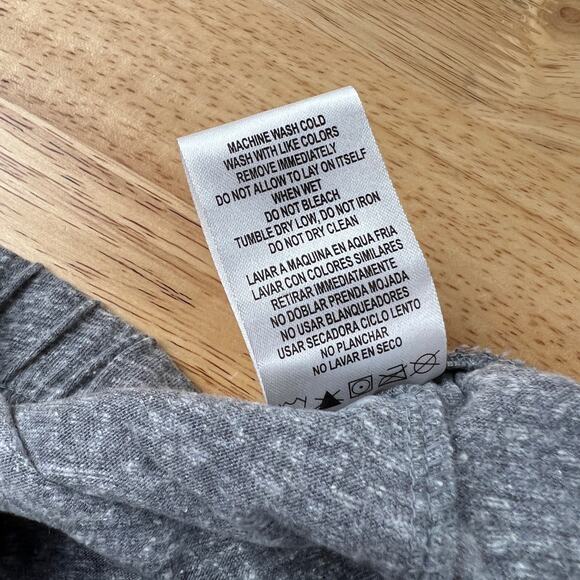 MACHINE WASH COLD
WASH WITH LIKE COLORS
REMOVE IMMEDIATELY
DO NOT ALLOW TO LAY ON ITSELF
WHEN WET
DO NOT BLEACH
TUMBLE DRY LOW, DO NOT IRON
DO NOT DRY CLEAN
LAVAR A MAQUINA EN AQUA FRIA
LAVAR CON COLORES SIMILARES
RETIRAR IMMEDIATAMENTE
NO DOBLAR PRENDA MOJADA
NO USAR BLANQUEADORES
USAR SECADORA CICLO LENTO
NO PLANCHAR
NO LAVAR EN SECO